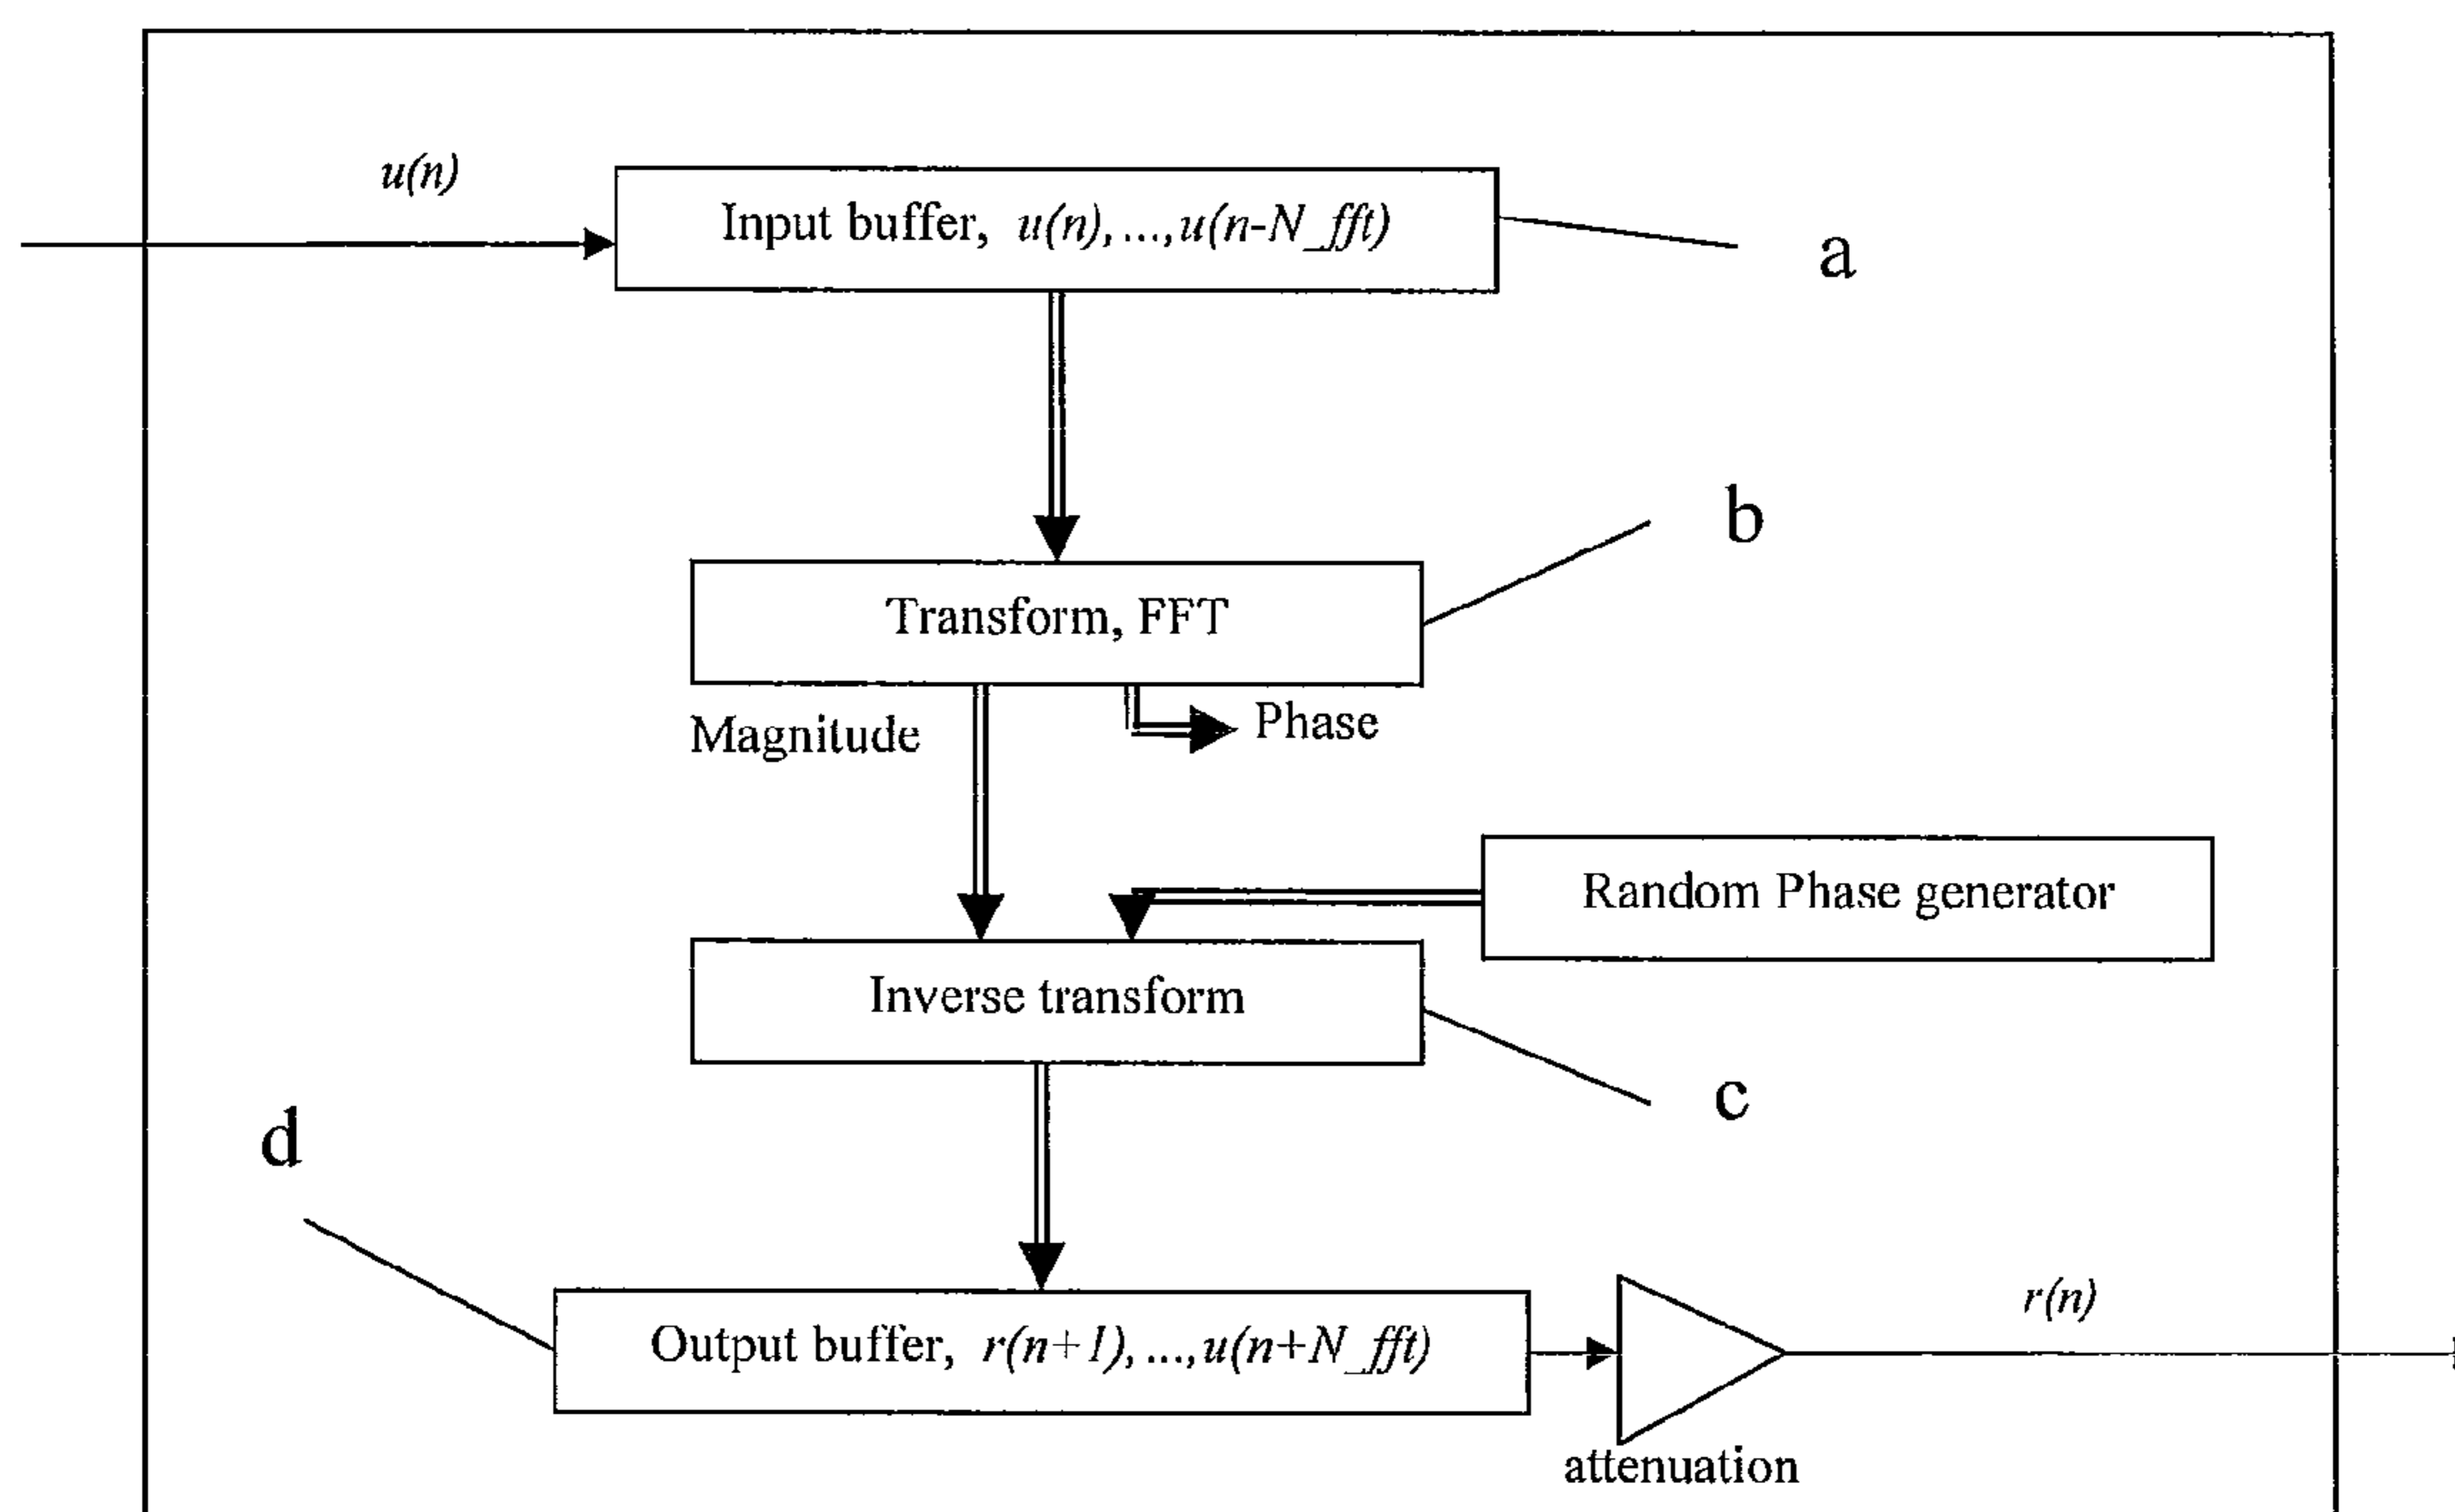 u(n)
Input buffer, u(n),...,u(n-N_fft)
a
b
Transform, FFT
Magnitude
Phase
Random Phase generator
Inverse transform
c
d
Output buffer, r(n+1),...,u(n+N_fft)
r(n)
attenuation